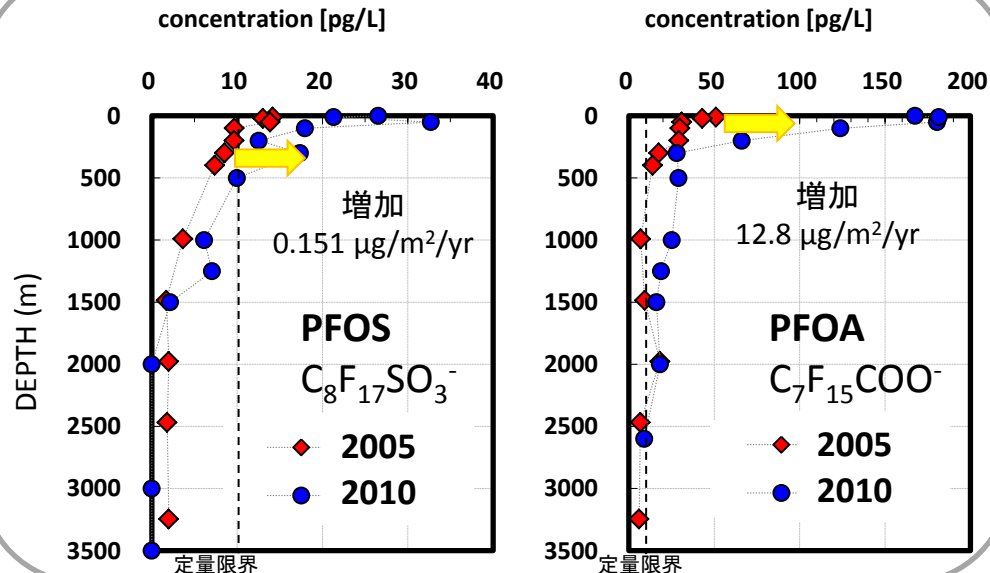 concentration [pg/L]
0 10 20 30 40
0
500
1000
1500
2000
2500
3000
3500
DEPTH (m)
増加
0.151 µg/m²/yr
PFOS
C₈F₁₇SO₃⁻
2005
2010
定量限界
concentration [pg/L]
0 50 100 150 200
0
500
1000
1500
2000
2500
3000
3500
増加
12.8 µg/m²/yr
PFOA
C₇F₁₅COO⁻
2005
2010
定量限界